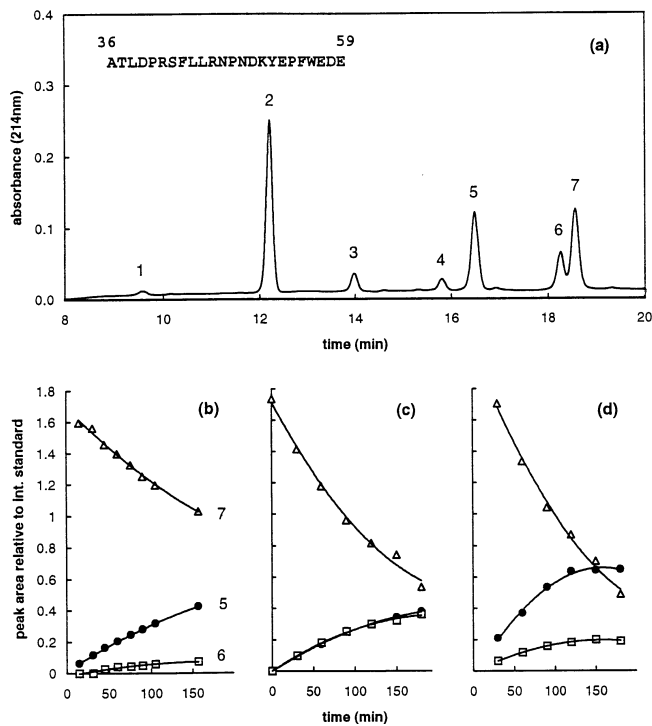 0.4
36 59 (a)
ATLDPRSFLLRNPNDKYEPFWEDE
0.3
2
absorbance (214nm)
0.2
5 7
0.1
6
1 3 4
0.0
8 10 12 14 16 18 20
time (min)
peak area relative to int. standard
1.8
1.6
1.4
1.2
1
0.8
0.6
0.4
0.2
0
(b) (c) (d)
7
5
6
0 50 100 150
0 50 100 150
0 50 100 150
time (min)